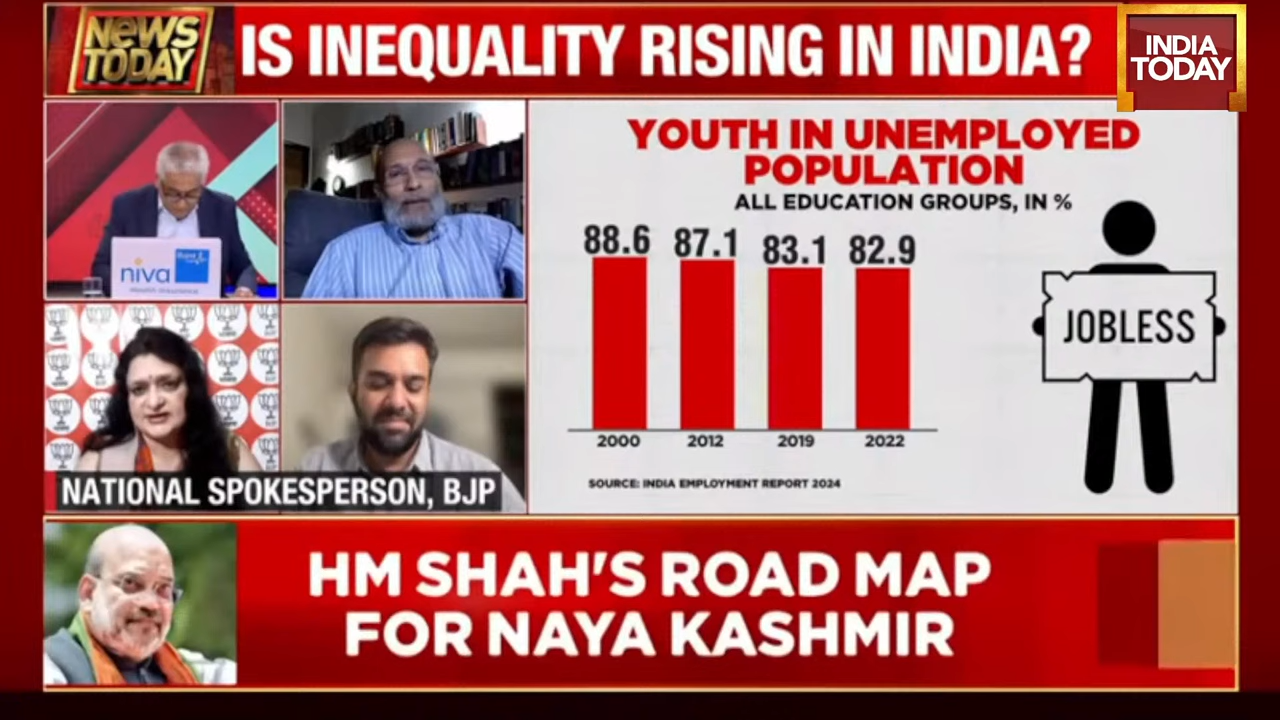 NEWS
TODAY
IS INEQUALITY RISING IN INDIA?
INDIA
TODAY
niva
YOUTH IN UNEMPLOYED
POPULATION
ALL EDUCATION GROUPS, IN %
88.6 87.1 83.1 82.9
2000 2012 2019 2022
SOURCE: INDIA EMPLOYMENT REPORT 2024
JOBLESS
NATIONAL SPOKESPERSON, BJP
HM SHAH'S ROAD MAP
FOR NAYA KASHMIR